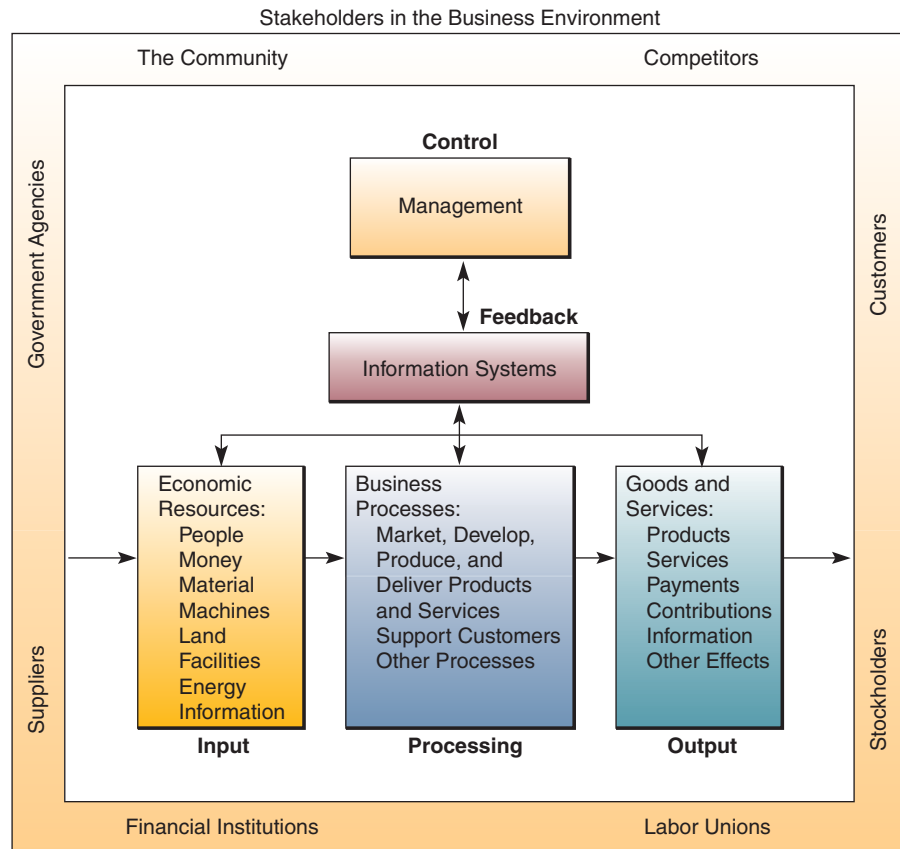 Stakeholders in the Business Environment
The Community
Competitors
Government Agencies
Customers
Control
Management
Feedback
Information Systems
Economic
Resources:
People
Money
Material
Machines
Land
Facilities
Energy
Information
Input
Business
Processes:
Market, Develop,
Produce, and
Deliver Products
and Services
Support Customers
Other Processes
Processing
Goods and
Services:
Products
Services
Payments
Contributions
Information
Other Effects
Output
Suppliers
Stockholders
Financial Institutions
Labor Unions